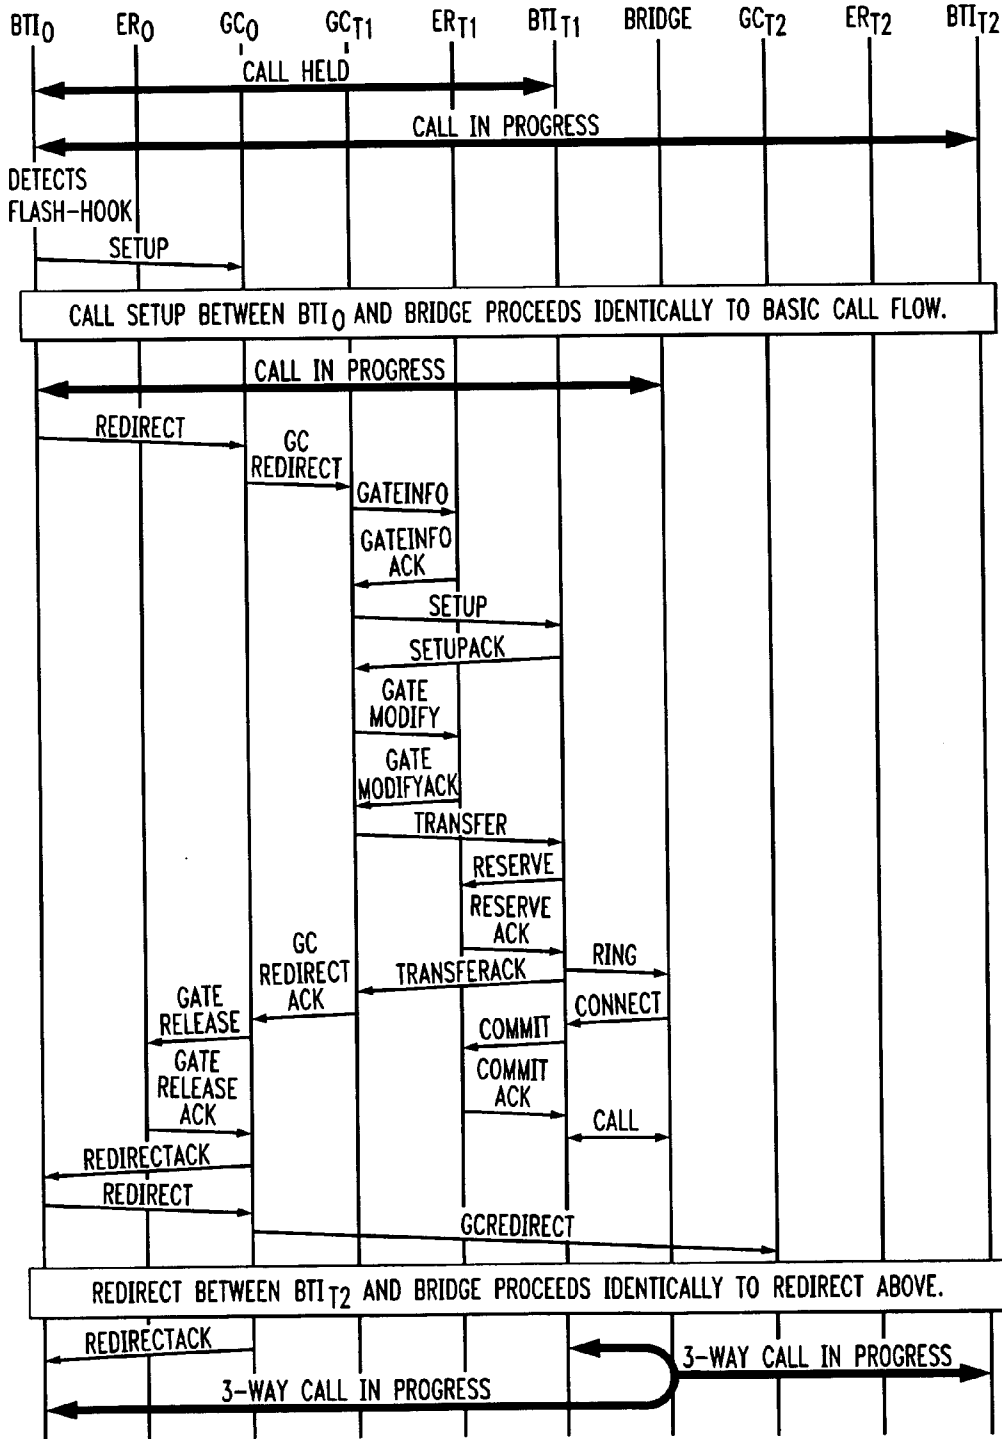 BTI0 ER0 GC0 GCT1 ERT1 BTIT1 BRIDGE GCT2 ERT2 BTIT2
CALL HELD
CALL IN PROGRESS
DETECTS
FLASH-HOOK
SETUP
CALL SETUP BETWEEN BTI0 AND BRIDGE PROCEEDS IDENTICALLY TO BASIC CALL FLOW.
CALL IN PROGRESS
REDIRECT
GC
REDIRECT
GATEINFO
GATEINFO
ACK
SETUP
SETUPACK
GATE
MODIFY
GATE
MODIFYACK
TRANSFER
RESERVE
RESERVE
ACK
RING
TRANSFERACK
GC
REDIRECT
ACK
CONNECT
GATE
RELEASE
COMMIT
GATE
RELEASE
ACK
COMMIT
ACK
CALL
REDIRECTACK
REDIRECT
GCREDIRECT
REDIRECT BETWEEN BTIT2 AND BRIDGE PROCEEDS IDENTICALLY TO REDIRECT ABOVE.
REDIRECTACK
3-WAY CALL IN PROGRESS
3-WAY CALL IN PROGRESS